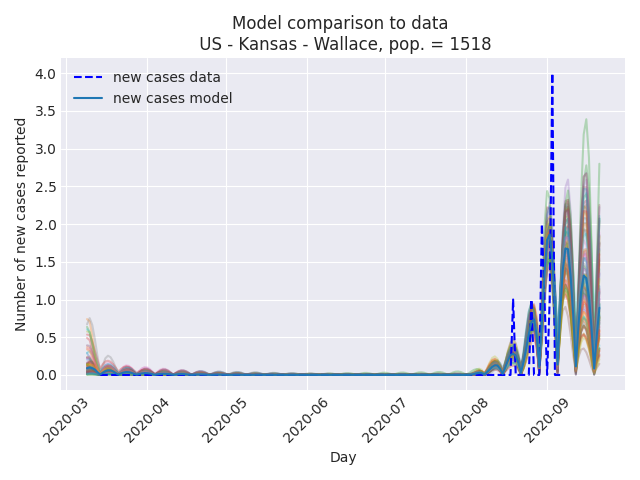 Model comparison to data
US - Kansas - Wallace, pop. = 1518
new cases data
new cases model
Number of new cases reported
4.0
3.5
3.0
2.5
2.0
1.5
1.0
0.5
0.0
2020-03
2020-04
2020-05
2020-06
2020-07
2020-08
2020-09
Day